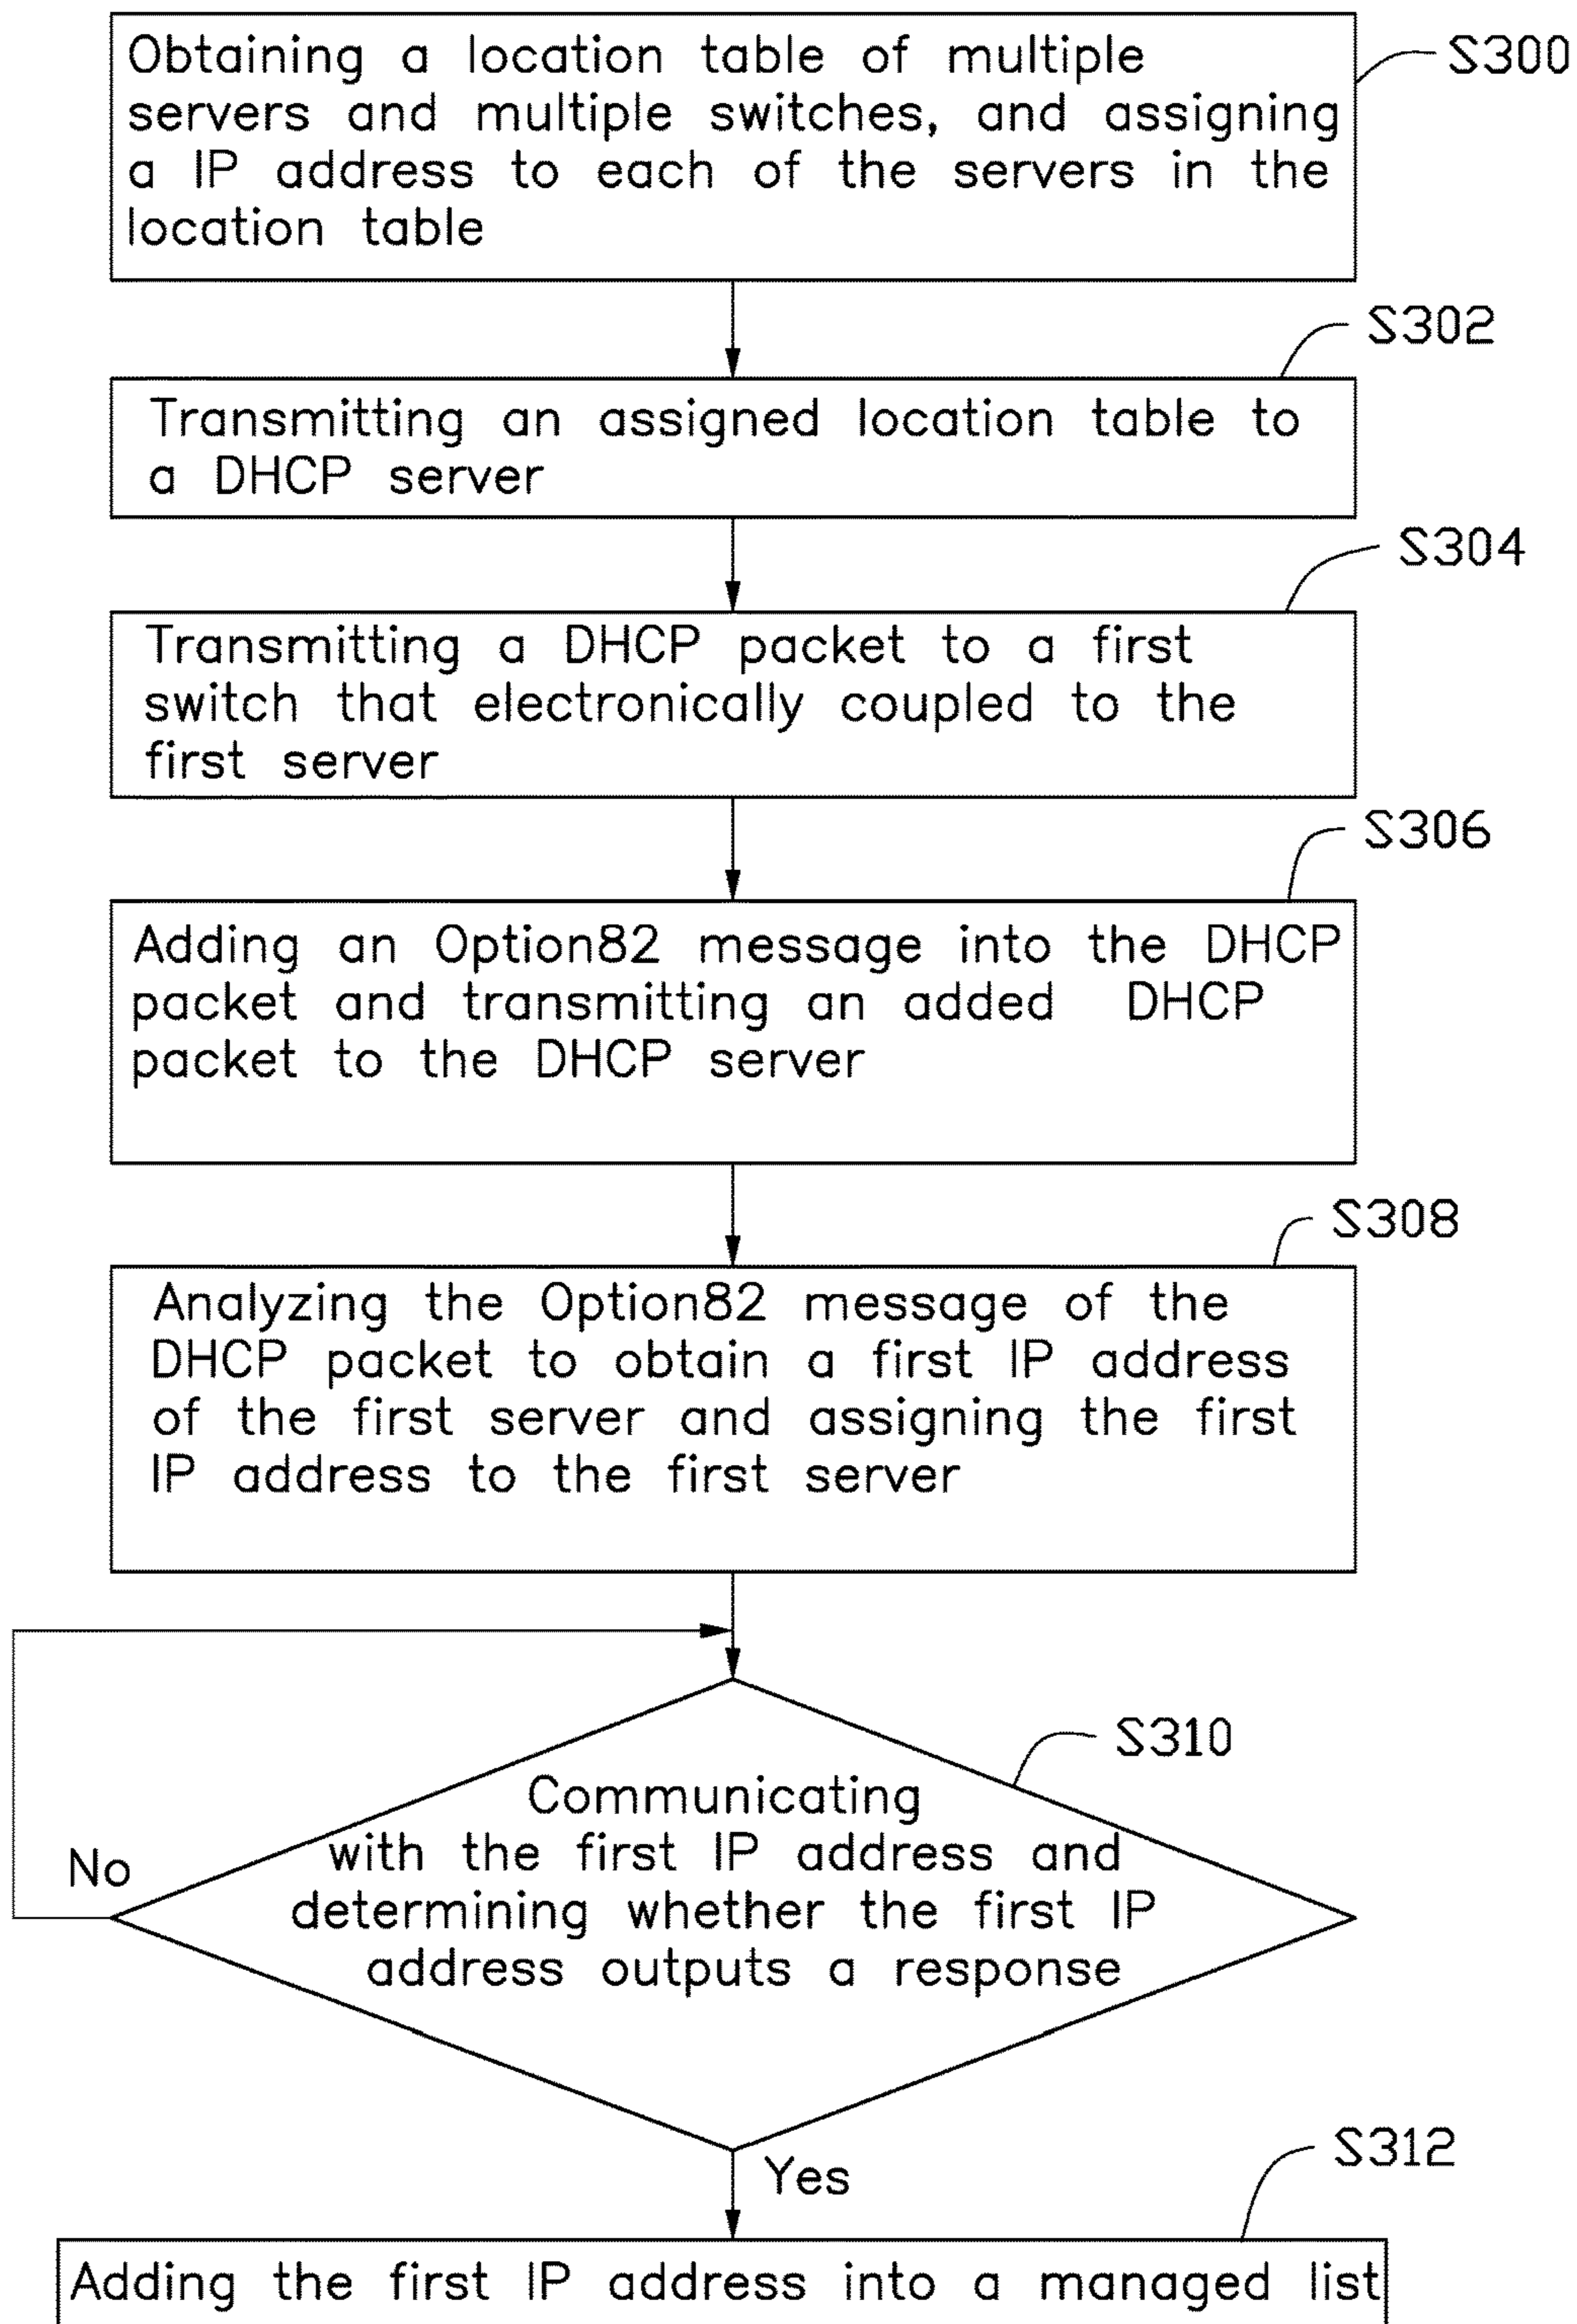 Obtaining a location table of multiple
servers and multiple switches, and assigning
a IP address to each of the servers in the
location table
S300
S302
Transmitting an assigned location table to
a DHCP server
S304
Transmitting a DHCP packet to a first
switch that electronically coupled to the
first server
S306
Adding an Option82 message into the DHCP
packet and transmitting an added DHCP
packet to the DHCP server
S308
Analyzing the Option82 message of the
DHCP packet to obtain a first IP address
of the first server and assigning the first
IP address to the first server
S310
Communicating
with the first IP address and
determining whether the first IP
address outputs a response
No
Yes
S312
Adding the first IP address into a managed list